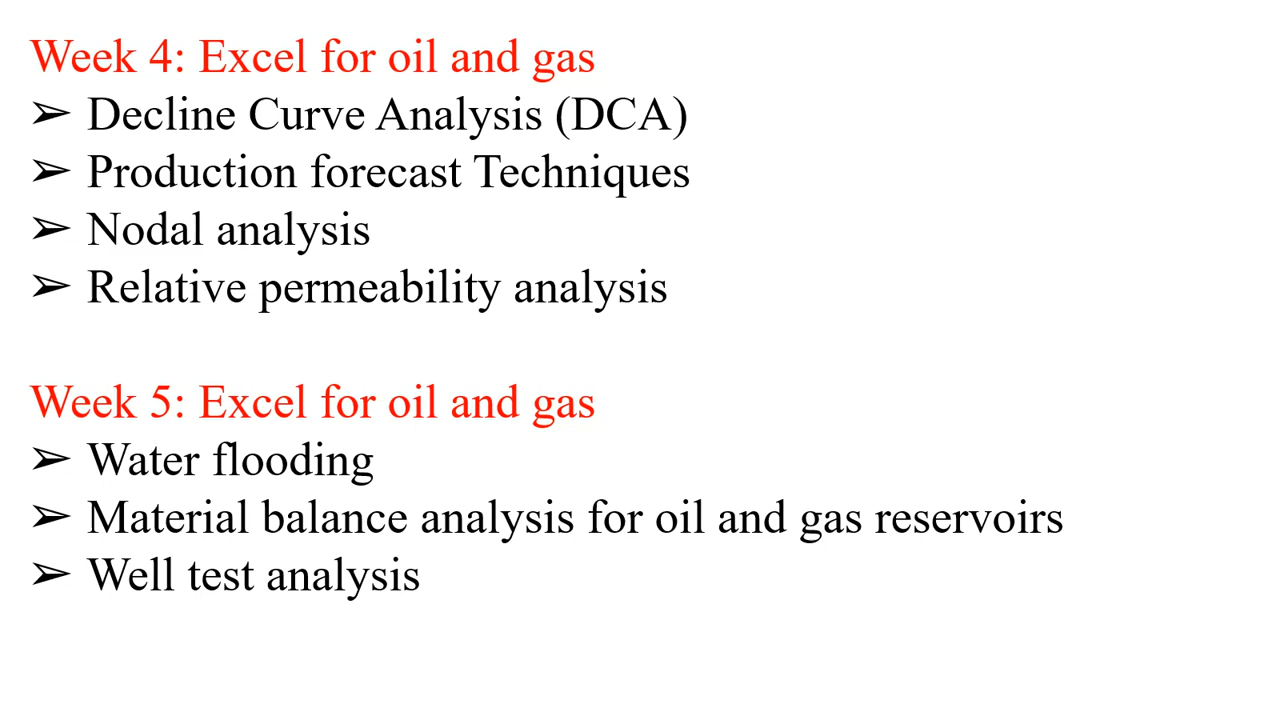 Week 4: Excel for oil and gas
➢ Decline Curve Analysis (DCA)
➢ Production forecast Techniques
➢ Nodal analysis
➢ Relative permeability analysis
Week 5: Excel for oil and gas
➢ Water flooding
➢ Material balance analysis for oil and gas reservoirs
➢ Well test analysis